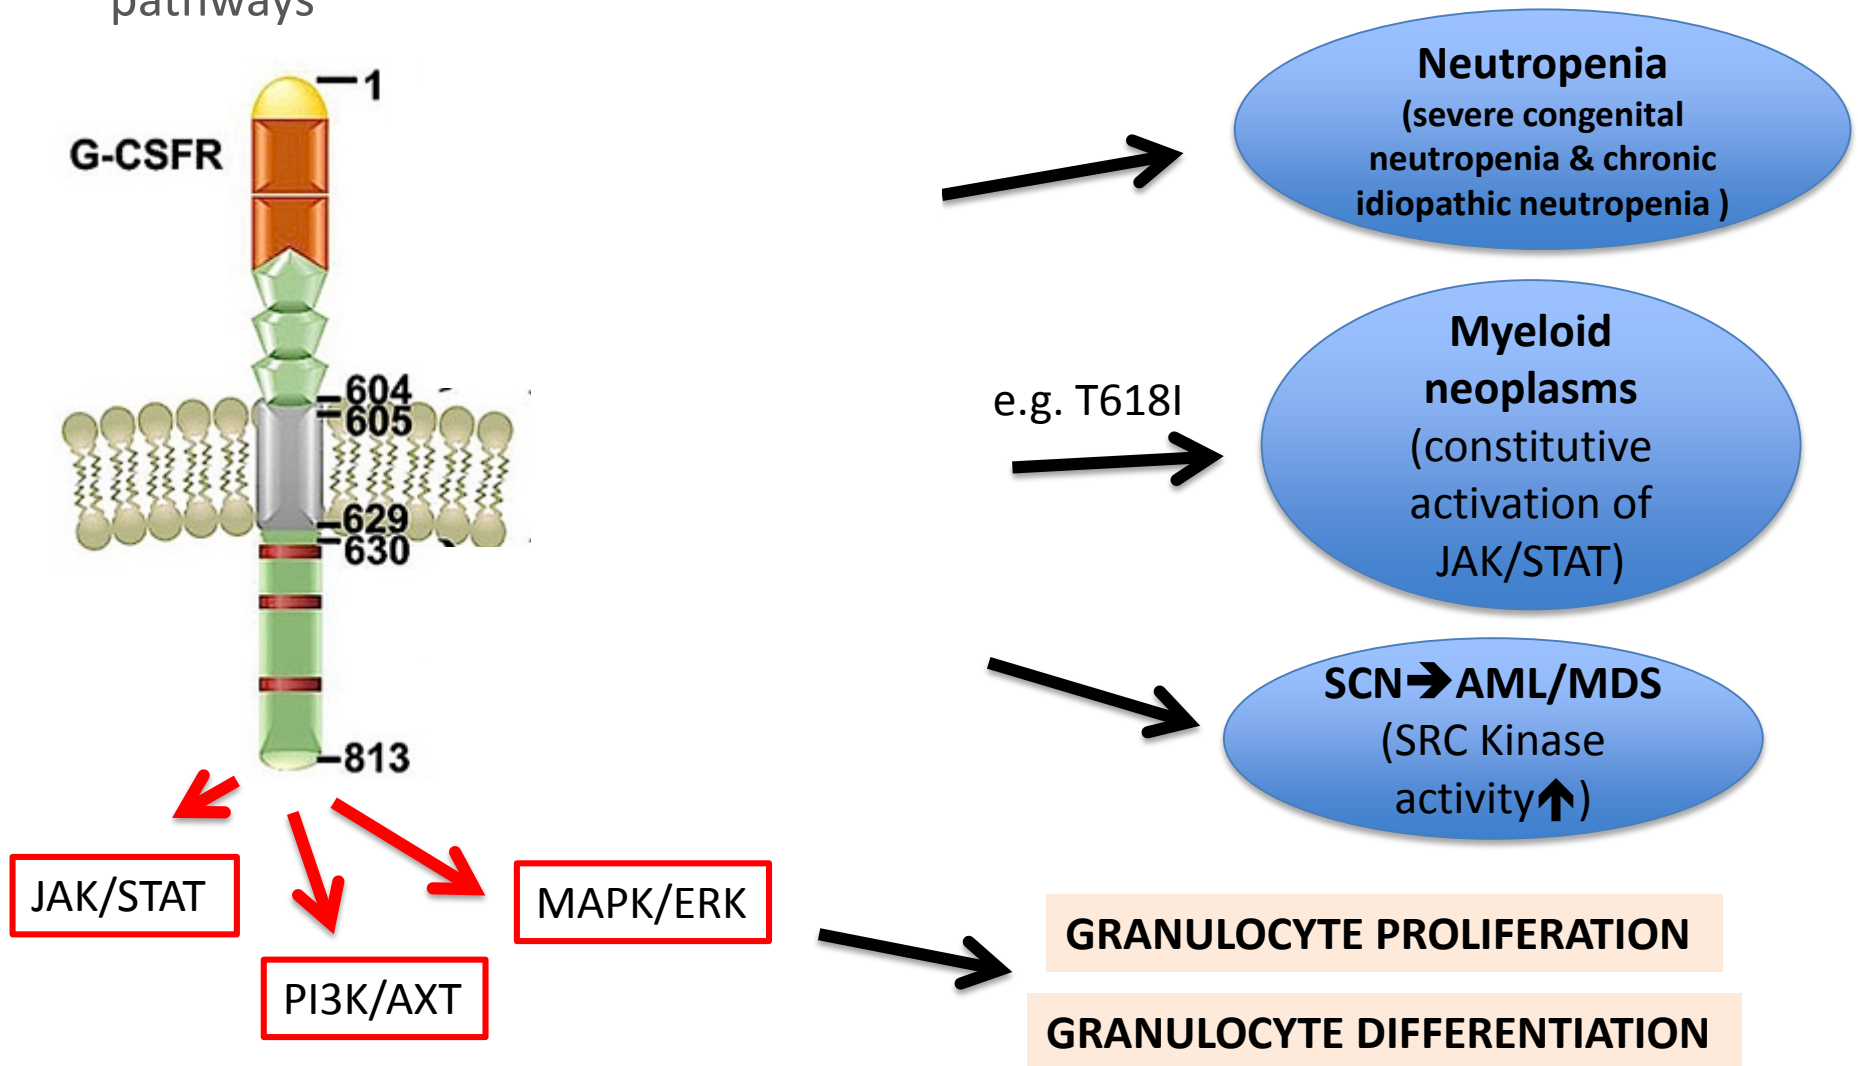 pathways
G-CSFR
1
604
605
629
630
813
JAK/STAT
PI3K/AXT
MAPK/ERK
Neutropenia
(severe congenital
neutropenia & chronic
idiopathic neutropenia )
e.g. T618I
Myeloid
neoplasms
(constitutive
activation of
JAK/STAT)
SCN➔AML/MDS
(SRC Kinase
activity↑)
GRANULOCYTE PROLIFERATION
GRANULOCYTE DIFFERENTIATION